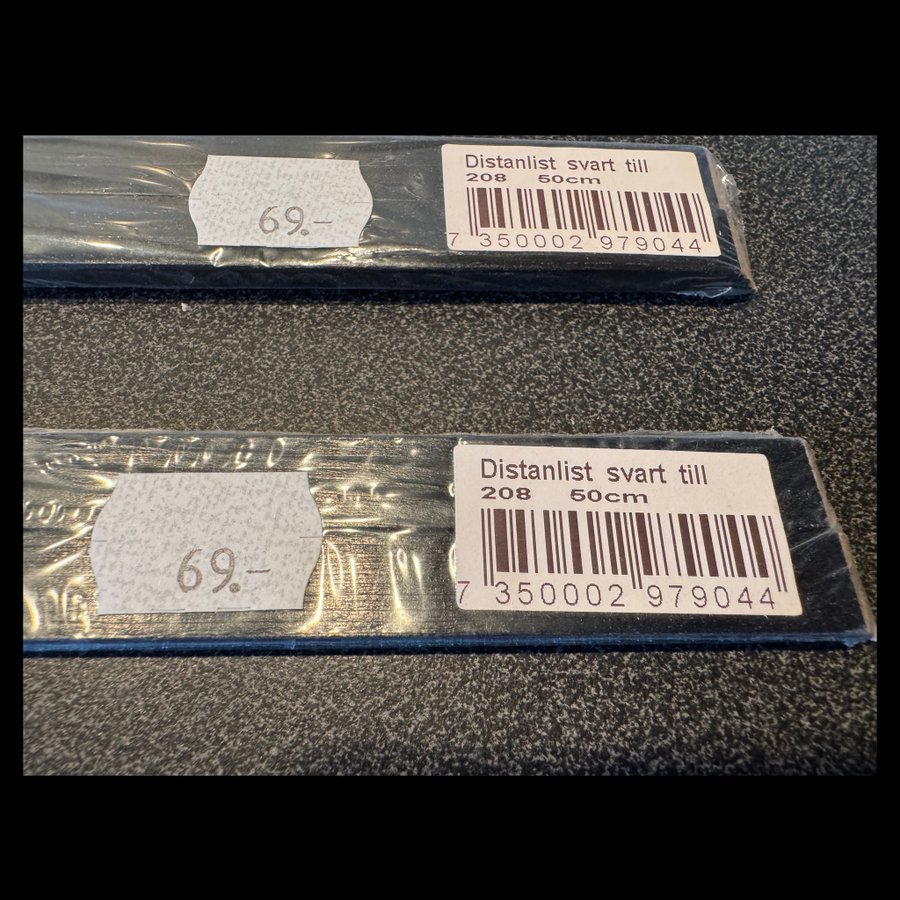 Distanlist svart till
208 50cm
69.-
7 350002 979044
Distanlist svart till
208 50cm
69.-
7 350002 979044